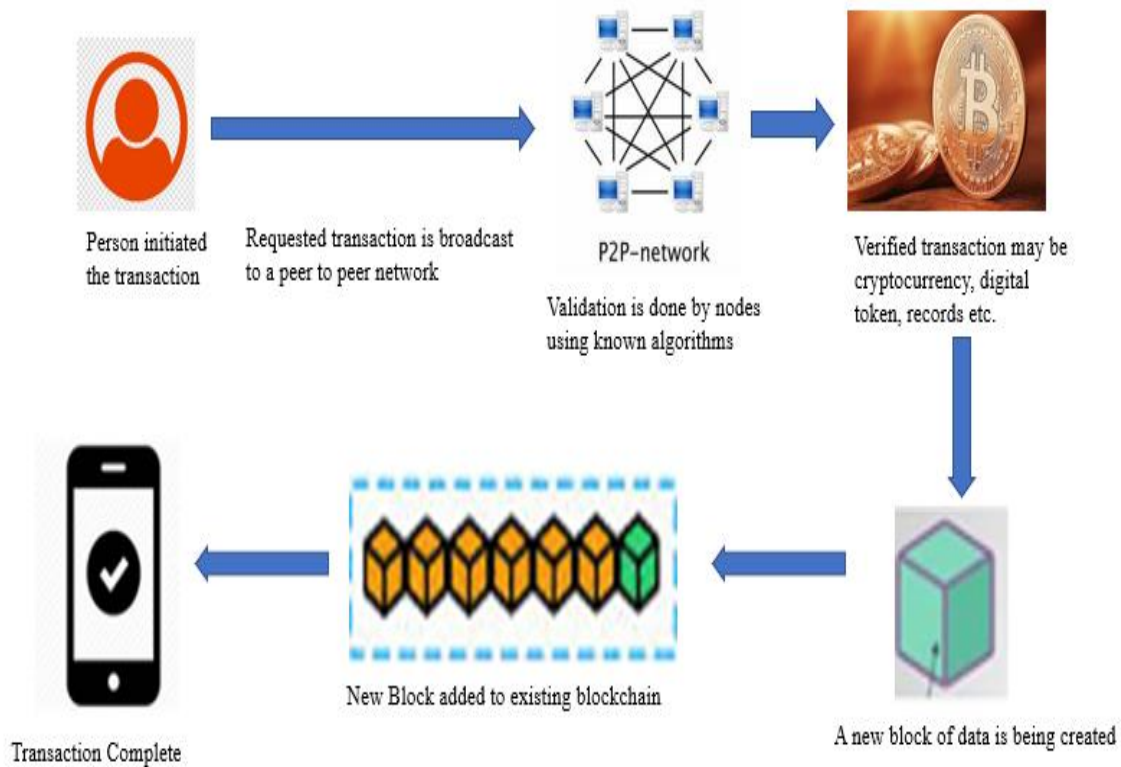 Person initiated
the transaction
Requested transaction is broadcast
to a peer to peer network
P2P-network
Validation is done by nodes
using known algorithms
Verified transaction may be
cryptocurrency, digital
token, records etc.
A new block of data is being created
New Block added to existing blockchain
Transaction Complete